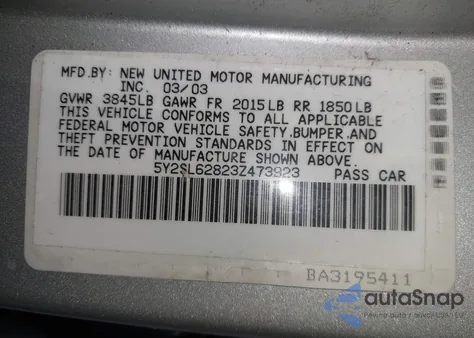 MFD.BY: NEW UNITED MOTOR MANUFACTURING
INC. 03/03
GVWR 3845LB GAWR FR 2015LB RR 1850LB
THIS VEHICLE CONFORMS TO ALL APPLICABLE
FEDERAL MOTOR VEHICLE SAFETY,BUMPER,AND
THEFT PREVENTION STANDARDS IN EFFECT ON
THE DATE OF MANUFACTURE SHOWN ABOVE.
5Y2SL62823Z473923 PASS CAR
BA3195411
autoSnap